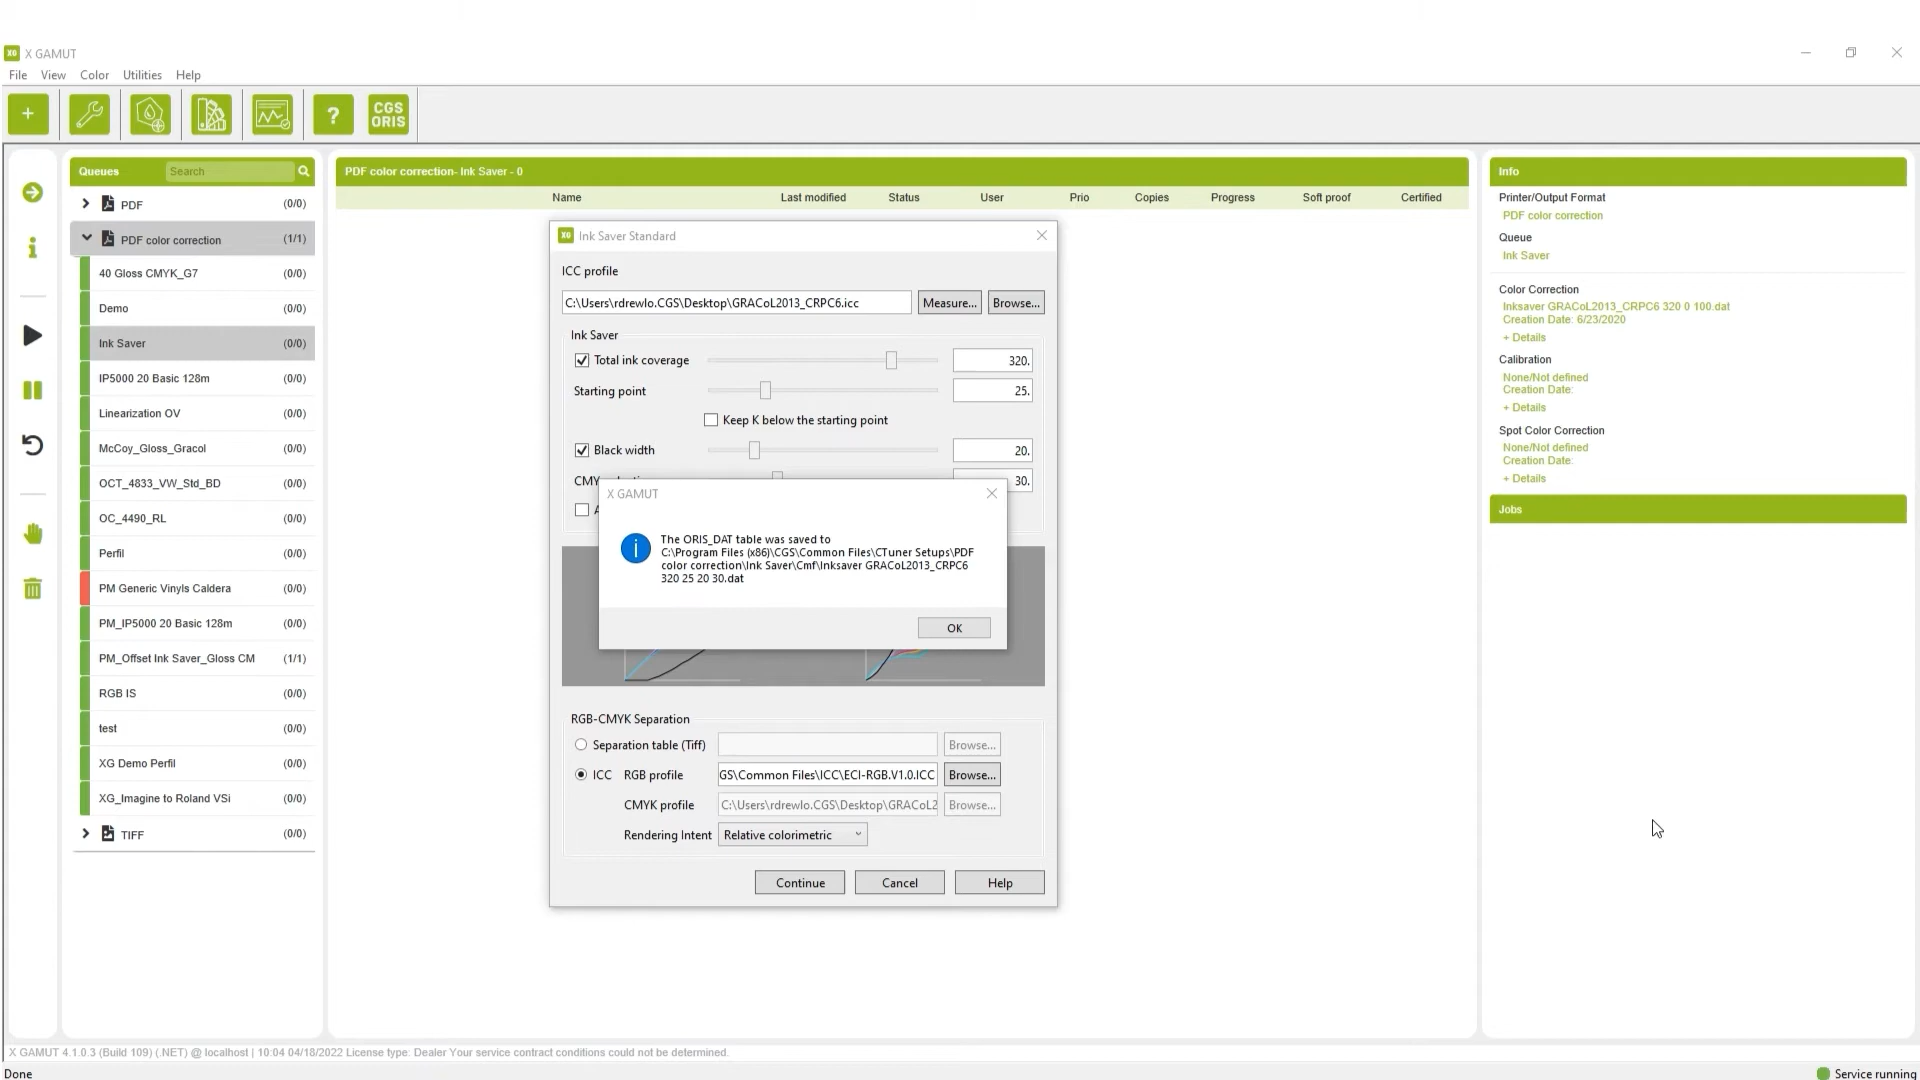 XG X GAMUT
File View Color Utilities Help
+ ? CGS ORIS
Queues Search
PDF (0/0)
PDF color correction (1/1)
40 Gloss CMYK_G7 (0/0)
Demo (0/0)
Ink Saver (0/0)
IP5000 20 Basic 128m (0/0)
Linearization OV (0/0)
McCoy_Gloss_Gracol (0/0)
OCT_4833_VW_Std_BD (0/0)
OC_4490_RL (0/0)
Perfil (0/0)
PM Generic Vinyls Caldera (0/0)
PM_IP5000 20 Basic 128m (0/0)
PM_Offset Ink Saver_Gloss CM (1/1)
RGB IS (0/0)
test (0/0)
XG Demo Perfil (0/0)
XG_Imagine to Roland VSi (0/0)
TIFF (0/0)
PDF color correction- Ink Saver - 0
Name Last modified Status User Prio Copies Progress Soft proof Certified
XG Ink Saver Standard
ICC profile
C:\Users\rdrewlo.CGS\Desktop\GRACoL2013_CRPC6.icc Measure... Browse...
Ink Saver
Total ink coverage 320.
Starting point 25.
Keep K below the starting point
Black width 20.
CMY 30.
A
X GAMUT
The ORIS_DAT table was saved to
C:\Program Files (x86)\CGS\Common Files\CTuner Setups\PDF
color correction\Ink Saver\Cmf\Inksaver GRACoL2013_CRPC6
320 25 20 30.dat
OK
RGB-CMYK Separation
Separation table (Tiff) Browse...
ICC RGB profile GS\Common Files\ICC\ECI-RGB.V1.0.ICC Browse...
CMYK profile C:\Users\rdrewlo.CGS\Desktop\GRACoL2 Browse...
Rendering Intent Relative colorimetric
Continue Cancel Help
Info
Printer/Output Format
PDF color correction
Queue
Ink Saver
Color Correction
Inksaver GRACoL2013_CRPC6 320 0 100.dat
Creation Date: 6/23/2020
+ Details
Calibration
None/Not defined
Creation Date:
+ Details
Spot Color Correction
None/Not defined
Creation Date:
+ Details
Jobs
X GAMUT 4.1.0.3 (Build 109) (.NET) @ localhost | 10:04 04/18/2022 License type: Dealer Your service contract conditions could not be determined.
Done Service running